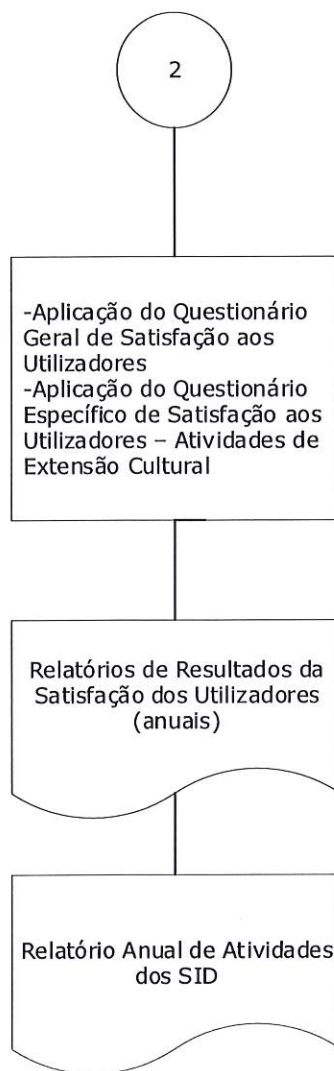 2
-Aplicação do Questionário
Geral de Satisfação aos
Utilizadores
-Aplicação do Questionário
Específico de Satisfação aos
Utilizadores – Atividades de
Extensão Cultural
Relatórios de Resultados da
Satisfação dos Utilizadores
(anuais)
Relatório Anual de Atividades
dos SID